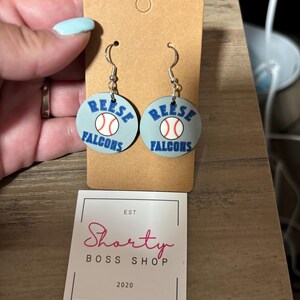 REESE
FALCONS
REESE
FALCONS
EST
Shorty
BOSS SHOP
2020